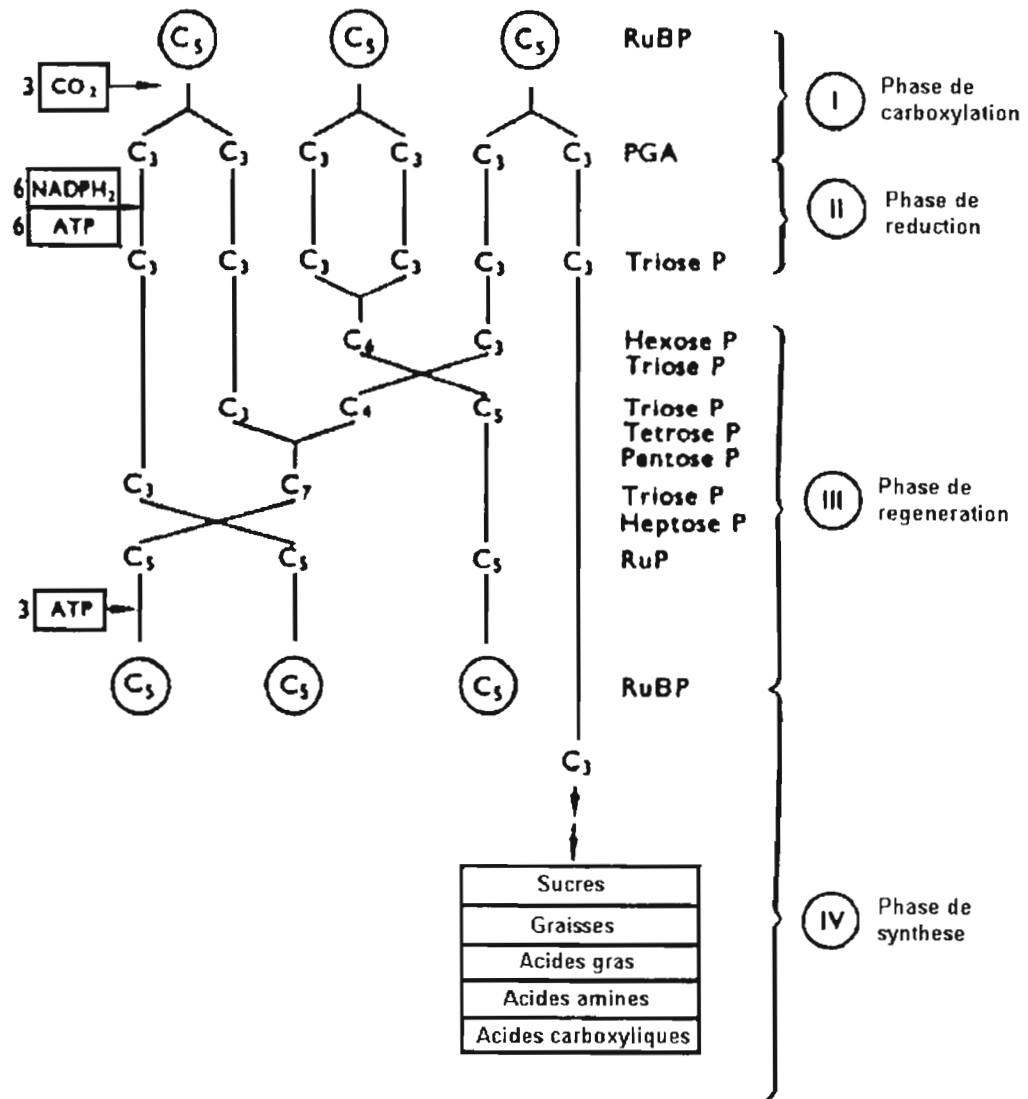 C5 C5 C5 RuBP
3 CO2
I Phase de
carboxylation
C3 C3 C3 C3 C3 C3 PGA
6 NADPH2
6 ATP
II Phase de
reduction
C3 C3 C3 C3 C3 C3 Triose P
C4 C3 Hexose P
Triose P
C3 C4 C5 Triose P
Tetrose P
Pentose P
C3 C7 Triose P
Heptose P
III Phase de
regeneration
C5 C5 C5 RuP
3 ATP
C5 C5 C5 RuBP
C3
Sucres
Graisses
Acides gras
Acides amines
Acides carboxyliques
IV Phase de
synthese